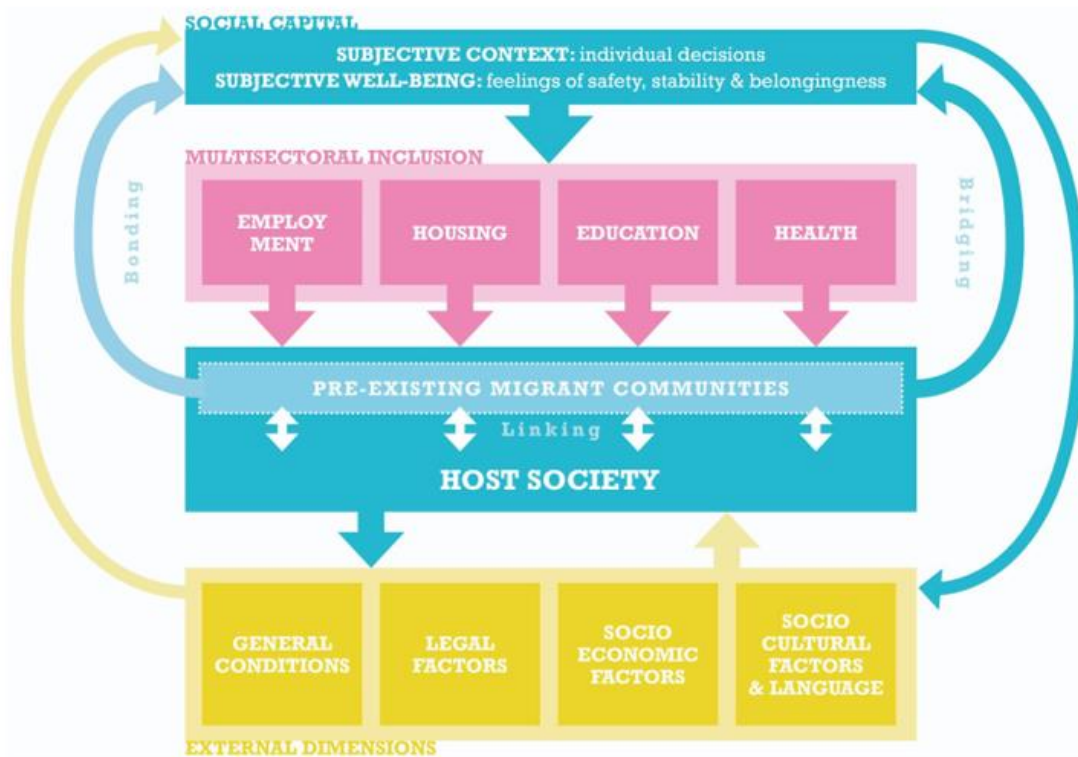 SOCIAL CAPITAL
SUBJECTIVE CONTEXT: individual decisions
SUBJECTIVE WELL-BEING: feelings of safety, stability & belongingness
MULTISECTORAL INCLUSION
Bonding
EMPLOY
MENT
HOUSING
EDUCATION
HEALTH
Bridging
PRE-EXISTING MIGRANT COMMUNITIES
Linking
HOST SOCIETY
GENERAL
CONDITIONS
LEGAL
FACTORS
SOCIO
ECONOMIC
FACTORS
SOCIO
CULTURAL
FACTORS
& LANGUAGE
EXTERNAL DIMENSIONS